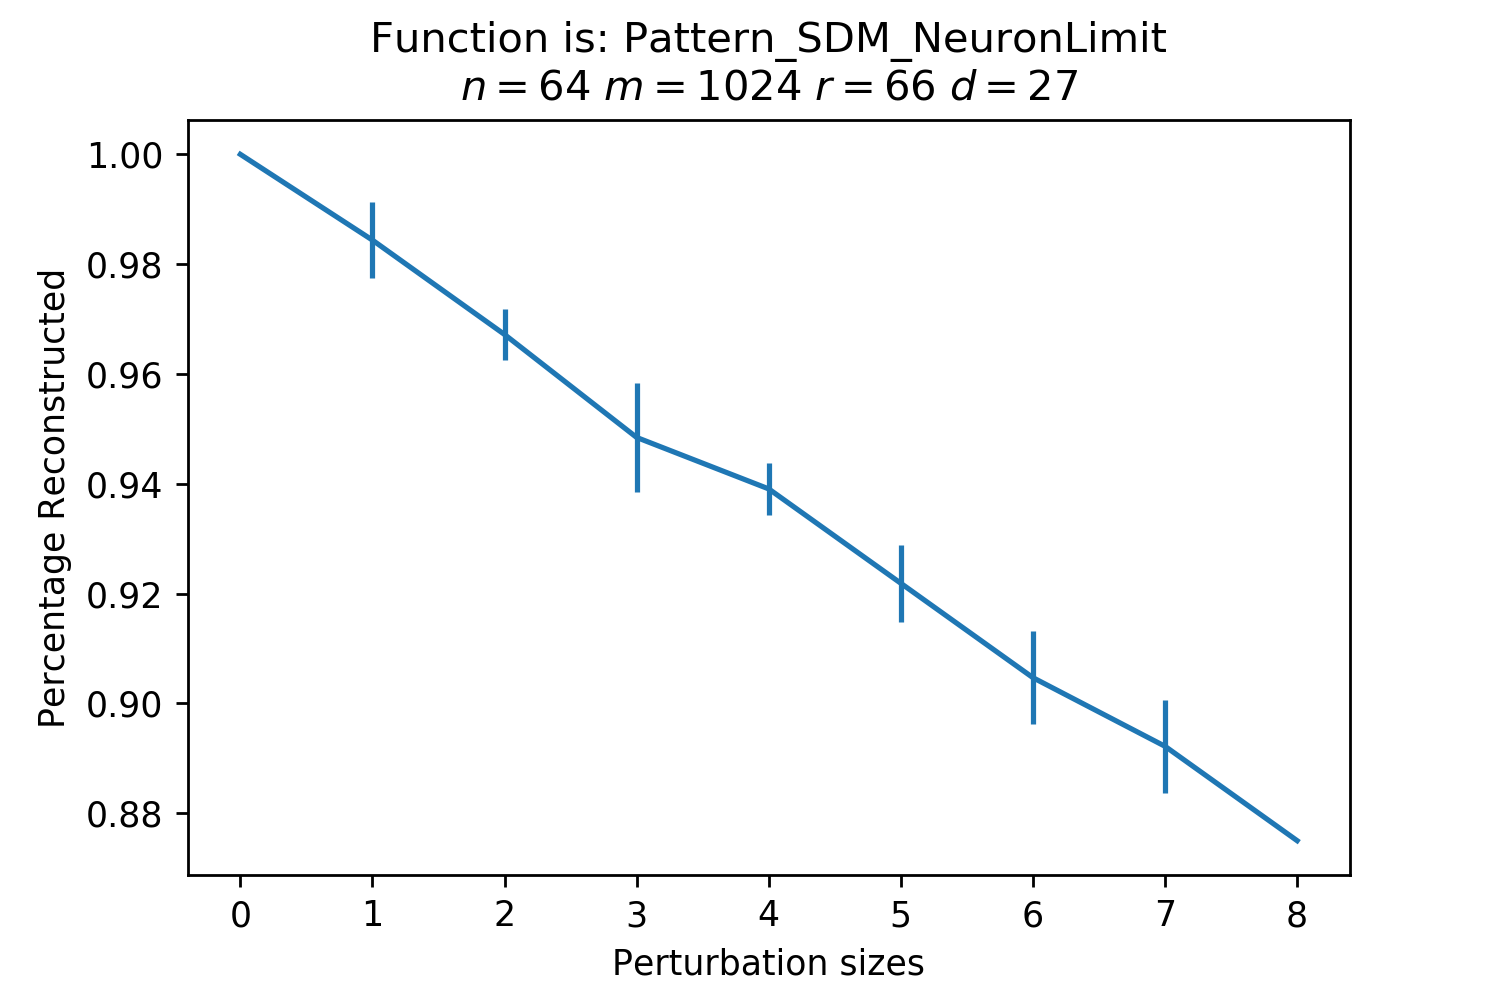 Function is: Pattern_SDM_NeuronLimit
n = 64 m = 1024 r = 66 d = 27
Percentage Reconstructed
1.00
0.98
0.96
0.94
0.92
0.90
0.88
0 1 2 3 4 5 6 7 8
Perturbation sizes